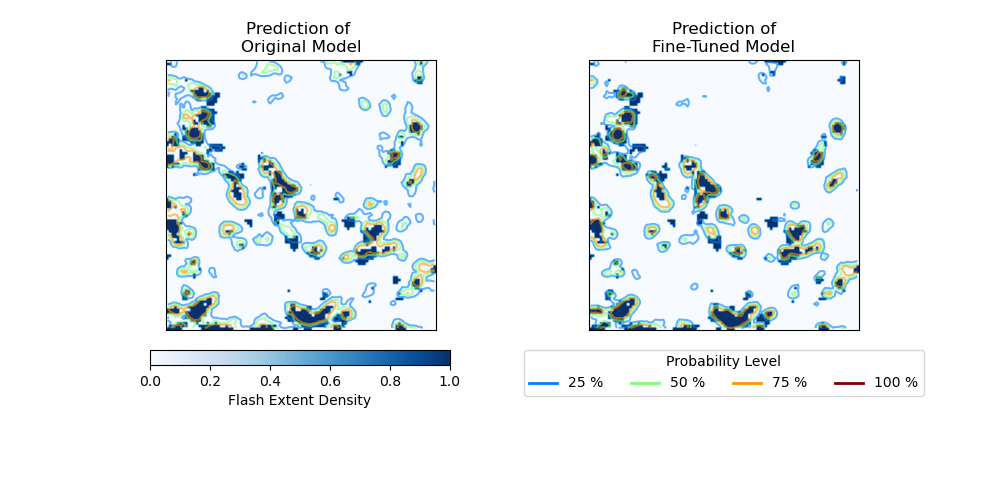 Prediction of
Original Model
Prediction of
Fine-Tuned Model
0.0 0.2 0.4 0.6 0.8 1.0
Flash Extent Density
Probability Level
25 % 50 % 75 % 100 %